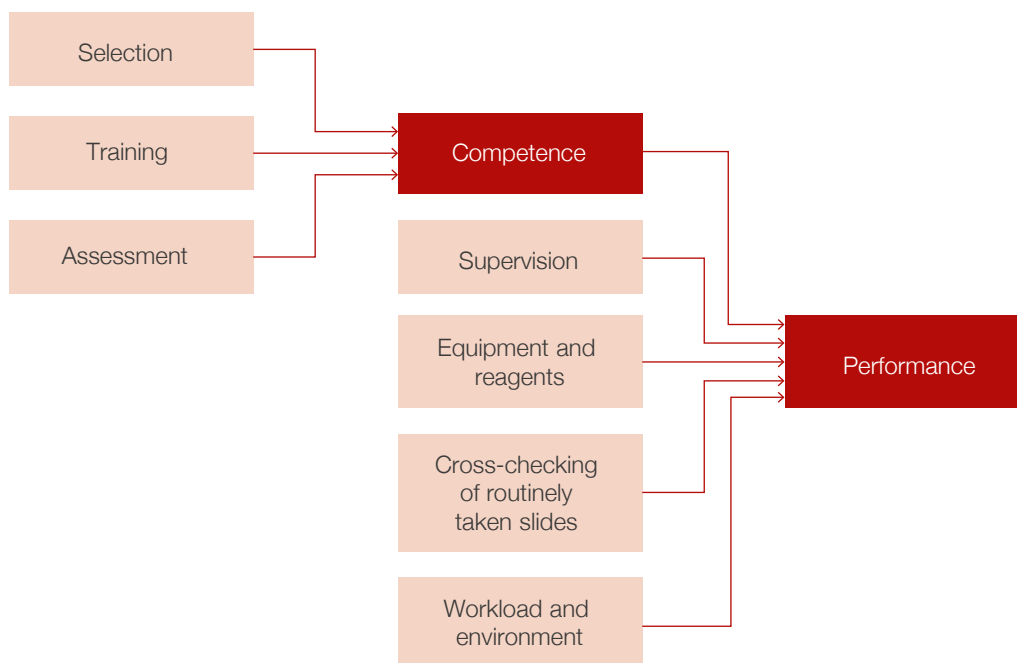 Selection
Training
Assessment
Competence
Supervision
Equipment and
reagents
Cross-checking
of routinely
taken slides
Workload and
environment
Performance